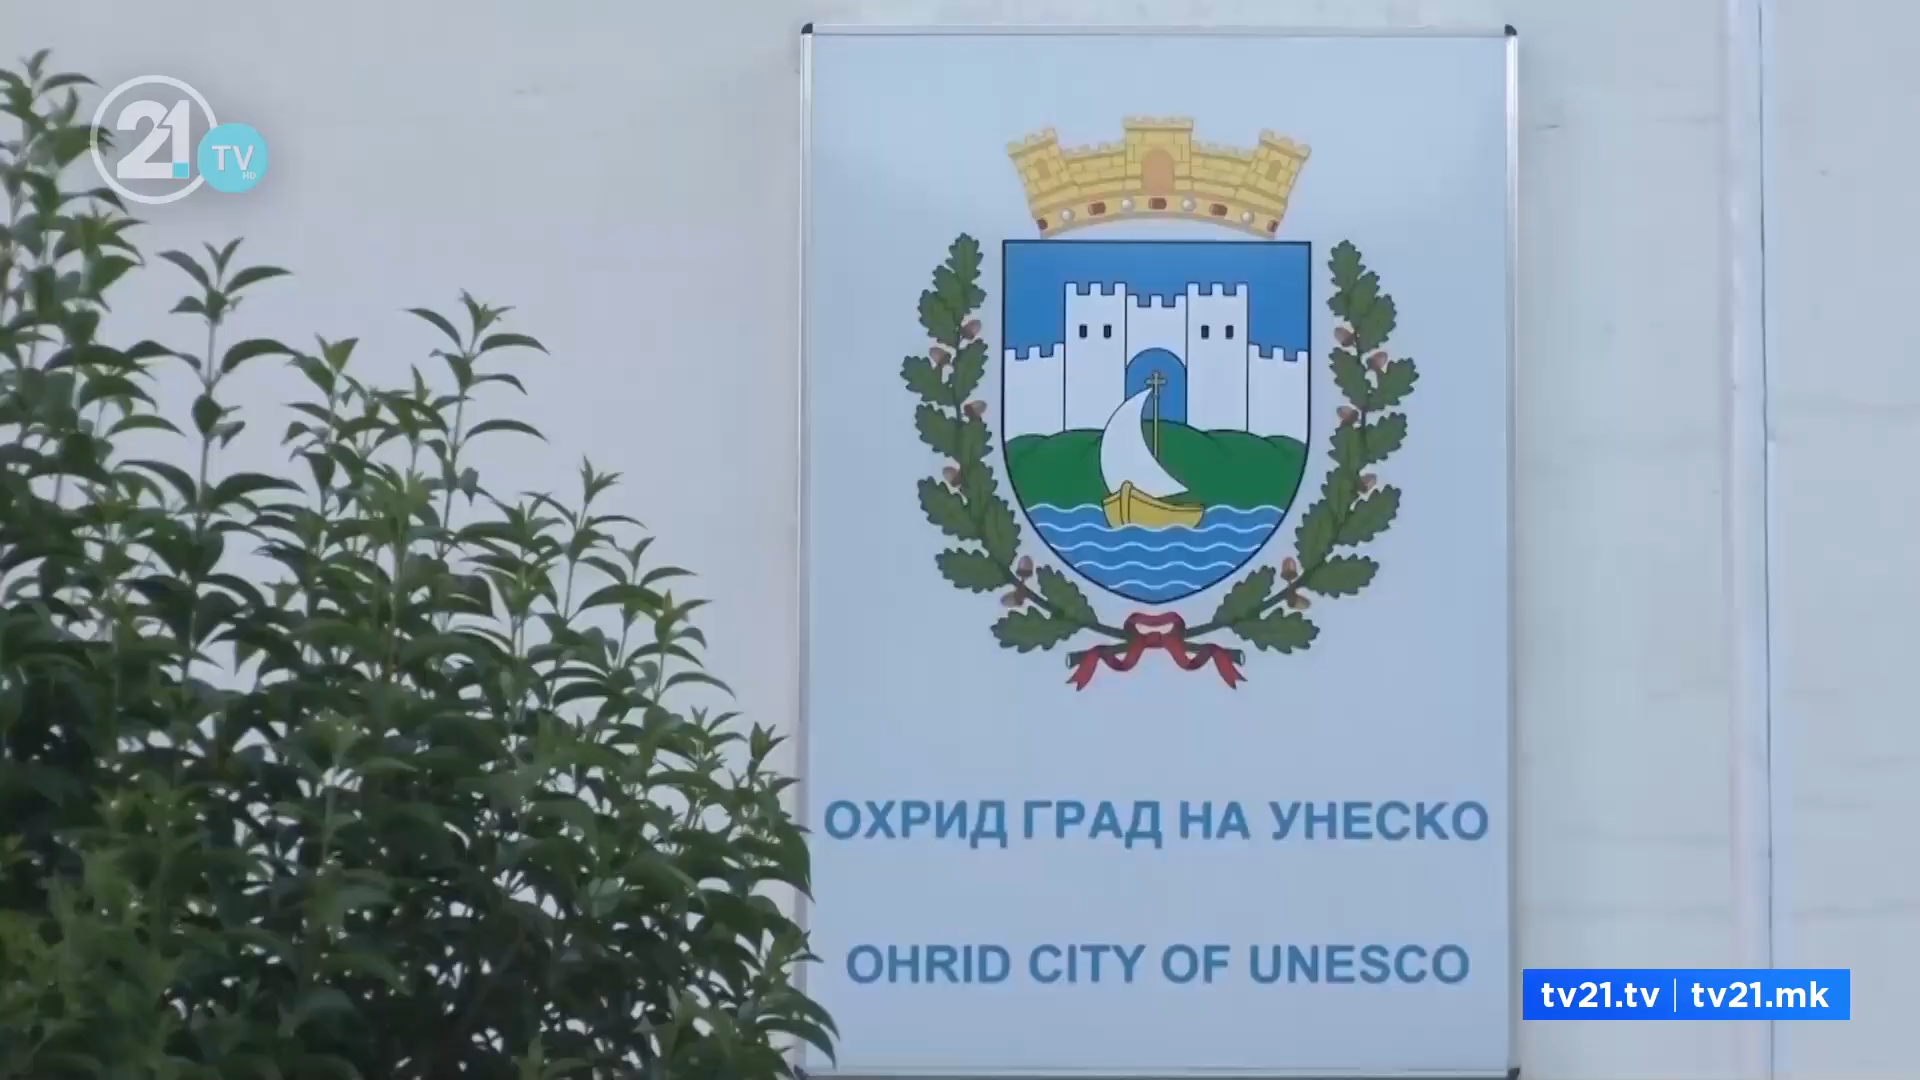 21
TV
HD
ОХРИД ГРАД НА УНЕСКО
OHRID CITY OF UNESCO
tv21.tv | tv21.mk